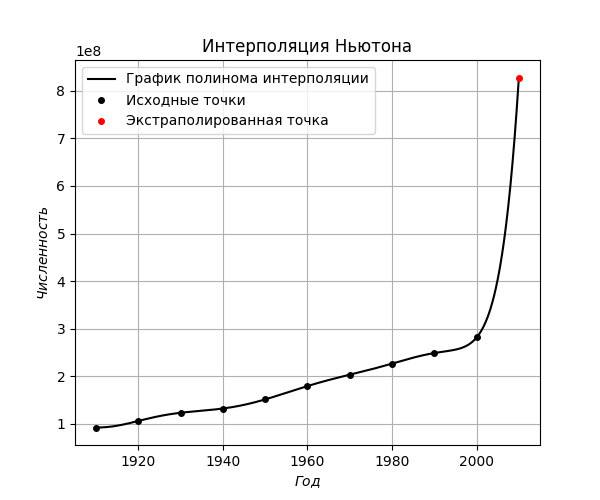 Интерполяция Ньютона
1e8
График полинома интерполяции
Исходные точки
Экстраполированная точка
8
7
6
5
4
3
2
1
Численность
1920 1940 1960 1980 2000
Год